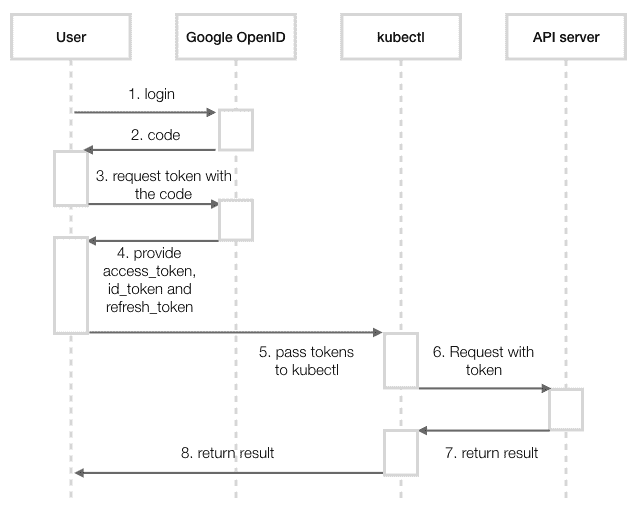 User
Google OpenID
kubectl
API server
1. login
2. code
3. request token with
the code
4. provide
access_token,
id_token and
refresh_token
5. pass tokens
to kubectl
6. Request with
token
7. return result
8. return result